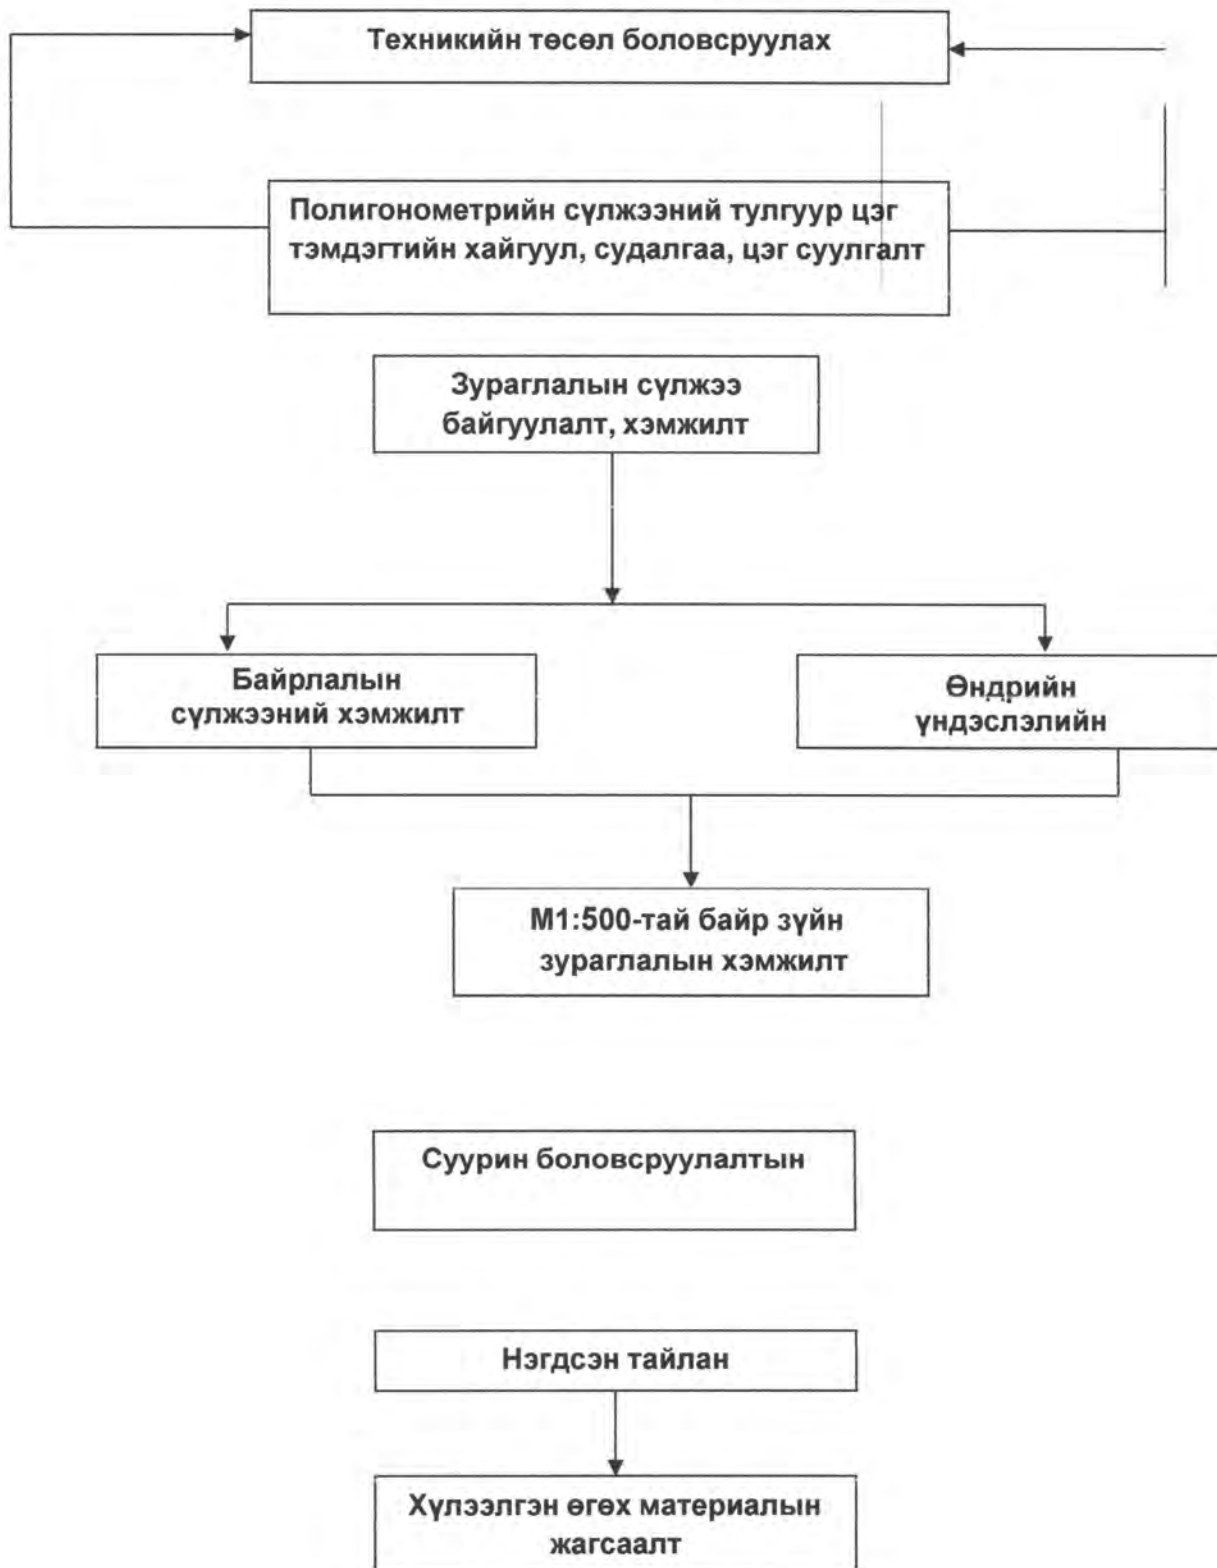 Техникийн төсөл боловсруулах
Полигонометрийн сүлжээний тулгуур цэг
тэмдэгтийн хайгуул, судалгаа, цэг суулгалт
Зураглалын сүлжээ
байгуулалт, хэмжилт
Байрлалын
сүлжээний хэмжилт
Өндрийн
үндэслэлийн
М1:500-тай байр зүйн
зураглалын хэмжилт
Суурин боловсруулалтын
Нэгдсэн тайлан
Хүлээлгэн өгөх материалын
жагсаалт